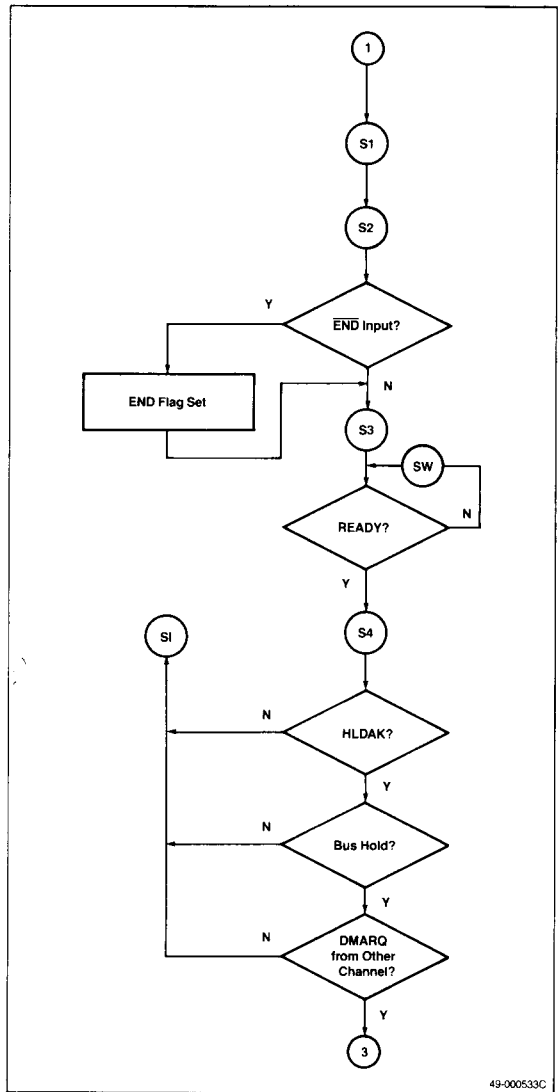 1
S1
S2
Y
END Input?
END Flag Set
N
S3
SW
READY?
N
Y
SI
S4
N
HLDAK?
Y
N
Bus Hold?
Y
N
DMARQ
from Other
Channel?
Y
3
49-000533C